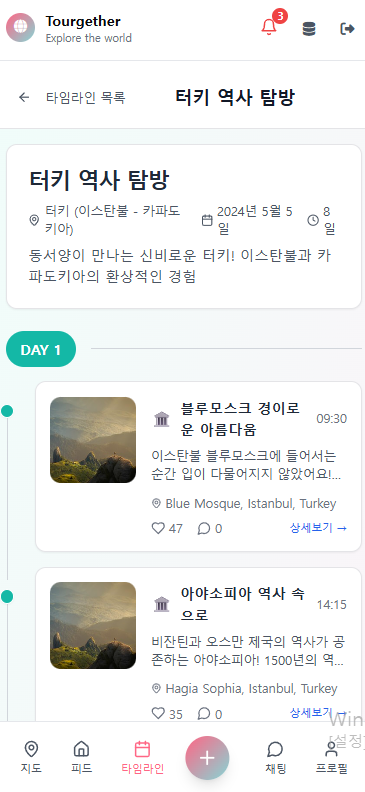 Tourgether
Explore the world
3
← 타임라인 목록
터키 역사 탐방
터키 역사 탐방
터키 (이스탄불 - 카파도
키아)
2024년 5월 5
일
8
일
동서양이 만나는 신비로운 터키! 이스탄불과 카
파도키아의 환상적인 경험
DAY 1
블루모스크 경이로
운 아름다움
09:30
이스탄불 블루모스크에 들어서는
순간 입이 다물어지지 않았어요!...
Blue Mosque, Istanbul, Turkey
47 0 상세보기 →
아야소피아 역사 속
으로
14:15
비잔틴과 오스만 제국의 역사가 공
존하는 아야소피아! 1500년의 역...
Hagia Sophia, Istanbul, Turkey
35 0 상세보기 →
Win
[설정]
지도 피드 타임라인 채팅 프로필